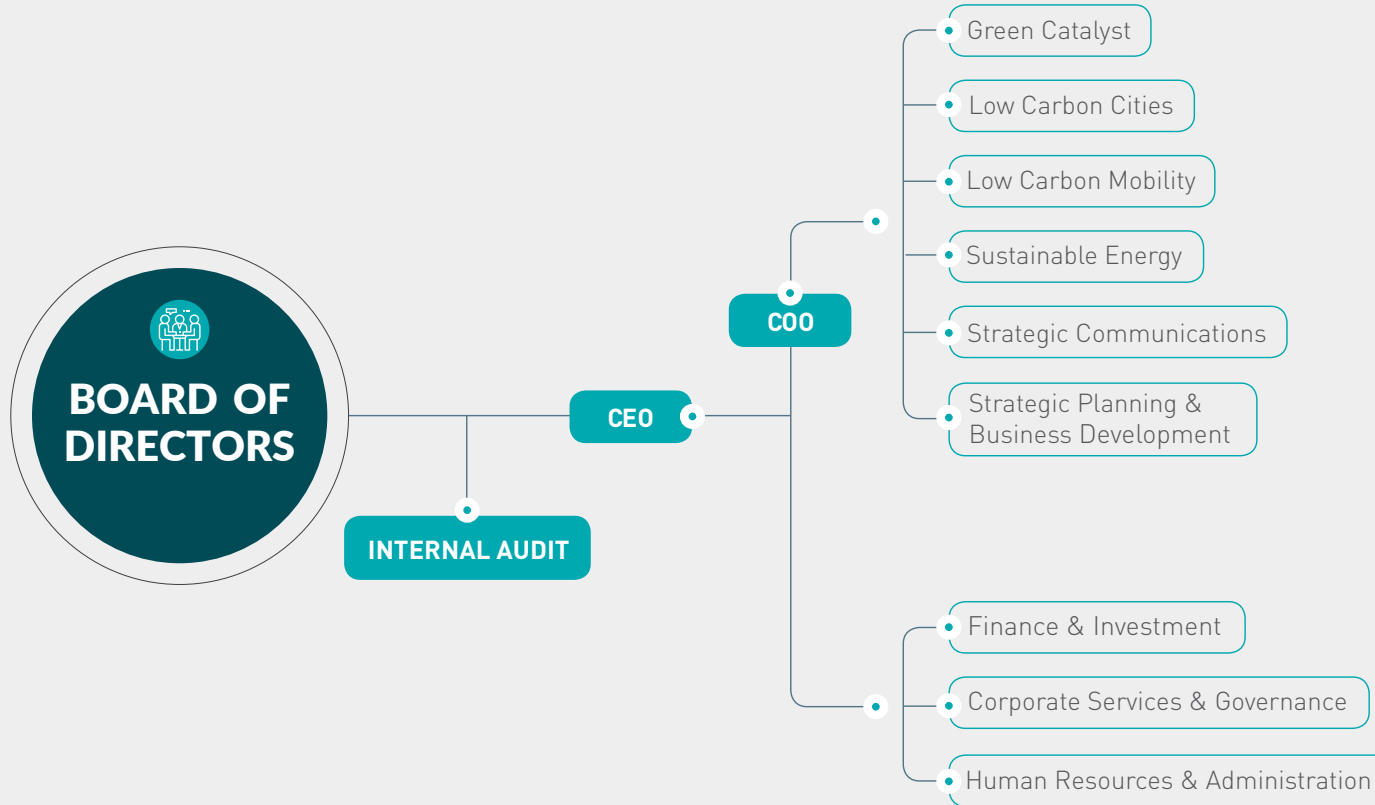 BOARD OF
DIRECTORS
INTERNAL AUDIT
CEO
COO
Green Catalyst
Low Carbon Cities
Low Carbon Mobility
Sustainable Energy
Strategic Communications
Strategic Planning &
Business Development
Finance & Investment
Corporate Services & Governance
Human Resources & Administration